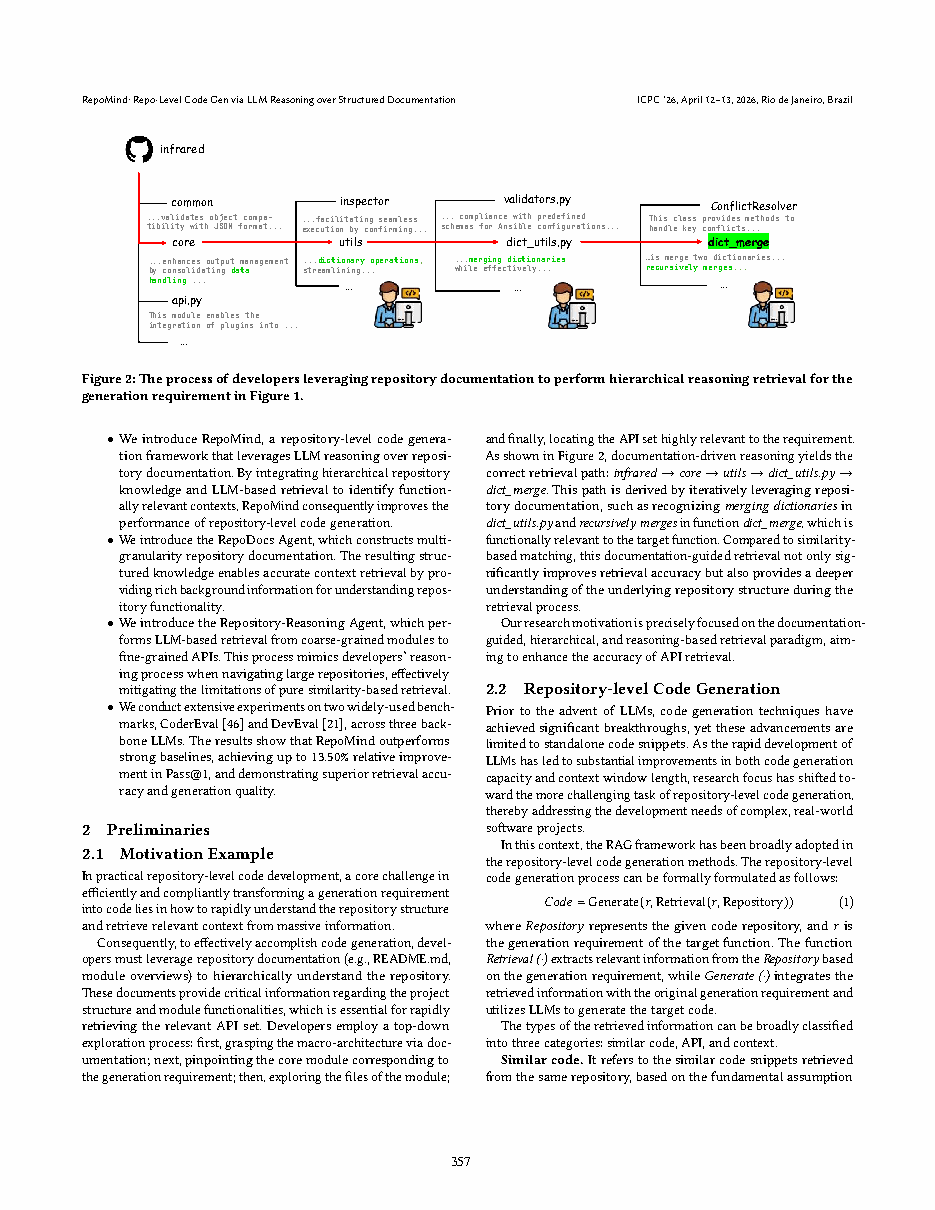 RepoMind: Repo-Level Code Gen via LLM Reasoning over Structured Documentation
ICPC '26, April 12–13, 2026, Rio de Janeiro, Brazil
infrared
common
...validates object compa-
tibility with JSON format...
core
...enhances output management
by consolidating data
handling ...
api.py
This module enables the
integration of plugins into ...
...
inspector
...facilitating seamless
execution by confirming...
utils
...dictionary operations,
streamlining...
...
validators.py
... compliance with predefined
schemas for Ansible configurations...
dict_utils.py
...merging dictionaries
while effectively...
...
ConflictResolver
This class provides methods to
handle key conflicts...
dict_merge
…is merge two dictionaries...
recursively merges...
...
Figure 2: The process of developers leveraging repository documentation to perform hierarchical reasoning retrieval for the
generation requirement in Figure 1.
• We introduce RepoMind, a repository-level code genera-
tion framework that leverages LLM reasoning over reposi-
tory documentation. By integrating hierarchical repository
knowledge and LLM-based retrieval to identify function-
ally relevant contexts, RepoMind consequently improves the
performance of repository-level code generation.
• We introduce the RepoDocs Agent, which constructs multi-
granularity repository documentation. The resulting struc-
tured knowledge enables accurate context retrieval by pro-
viding rich background information for understanding repos-
itory functionality.
• We introduce the Repository-Reasoning Agent, which per-
forms LLM-based retrieval from coarse-grained modules to
fine-grained APIs. This process mimics developers' reason-
ing process when navigating large repositories, effectively
mitigating the limitations of pure similarity-based retrieval.
• We conduct extensive experiments on two widely-used bench-
marks, CoderEval [46] and DevEval [21], across three back-
bone LLMs. The results show that RepoMind outperforms
strong baselines, achieving up to 13.50% relative improve-
ment in Pass@1, and demonstrating superior retrieval accu-
racy and generation quality.
2 Preliminaries
2.1 Motivation Example
In practical repository-level code development, a core challenge in
efficiently and compliantly transforming a generation requirement
into code lies in how to rapidly understand the repository structure
and retrieve relevant context from massive information.
Consequently, to effectively accomplish code generation, devel-
opers must leverage repository documentation (e.g., README.md,
module overviews) to hierarchically understand the repository.
These documents provide critical information regarding the project
structure and module functionalities, which is essential for rapidly
retrieving the relevant API set. Developers employ a top-down
exploration process: first, grasping the macro-architecture via doc-
umentation; next, pinpointing the core module corresponding to
the generation requirement; then, exploring the files of the module;
and finally, locating the API set highly relevant to the requirement.
As shown in Figure 2, documentation-driven reasoning yields the
correct retrieval path: infrared → core → utils → dict_utils.py →
dict_merge. This path is derived by iteratively leveraging reposi-
tory documentation, such as recognizing merging dictionaries in
dict_utils.py and recursively merges in function dict_merge, which is
functionally relevant to the target function. Compared to similarity-
based matching, this documentation-guided retrieval not only sig-
nificantly improves retrieval accuracy but also provides a deeper
understanding of the underlying repository structure during the
retrieval process.
Our research motivation is precisely focused on the documentation-
guided, hierarchical, and reasoning-based retrieval paradigm, aim-
ing to enhance the accuracy of API retrieval.
2.2 Repository-level Code Generation
Prior to the advent of LLMs, code generation techniques have
achieved significant breakthroughs, yet these advancements are
limited to standalone code snippets. As the rapid development of
LLMs has led to substantial improvements in both code generation
capacity and context window length, research focus has shifted to-
ward the more challenging task of repository-level code generation,
thereby addressing the development needs of complex, real-world
software projects.
In this context, the RAG framework has been broadly adopted in
the repository-level code generation methods. The repository-level
code generation process can be formally formulated as follows:
Code = Generate(r, Retrieval(r, Repository)) (1)
where Repository represents the given code repository, and r is
the generation requirement of the target function. The function
Retrieval (·) extracts relevant information from the Repository based
on the generation requirement, while Generate (·) integrates the
retrieved information with the original generation requirement and
utilizes LLMs to generate the target code.
The types of the retrieved information can be broadly classified
into three categories: similar code, API, and context.
Similar code. It refers to the similar code snippets retrieved
from the same repository, based on the fundamental assumption
357